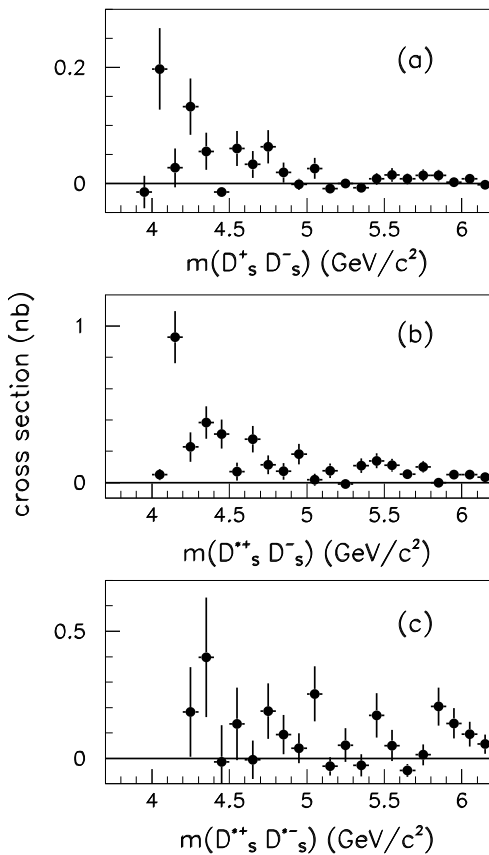 (a)
0.2
0
4 4.5 5 5.5 6
m(D⁺ₛ D⁻ₛ) (GeV/c²)
cross section (nb)
(b)
1
0
4 4.5 5 5.5 6
m(D*⁺ₛ D⁻ₛ) (GeV/c²)
(c)
0.5
0
4 4.5 5 5.5 6
m(D*⁺ₛ D*⁻ₛ) (GeV/c²)